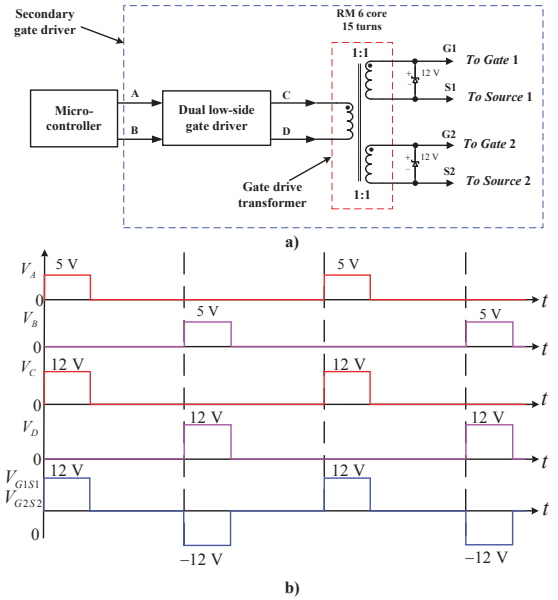 Secondary
gate driver
RM 6 core
15 turns
1:1
G1
To Gate 1
+
12 V
−
S1
To Source 1
Micro-
controller
A
B
Dual low-side
gate driver
C
D
G2
To Gate 2
+
12 V
−
S2
To Source 2
Gate drive
transformer
1:1
a)
V_A
5 V
5 V
0
t
V_B
5 V
5 V
0
t
V_C
12 V
12 V
0
t
V_D
12 V
12 V
0
t
V_G1S1
12 V
12 V
V_G2S2
t
0
−12 V
−12 V
b)